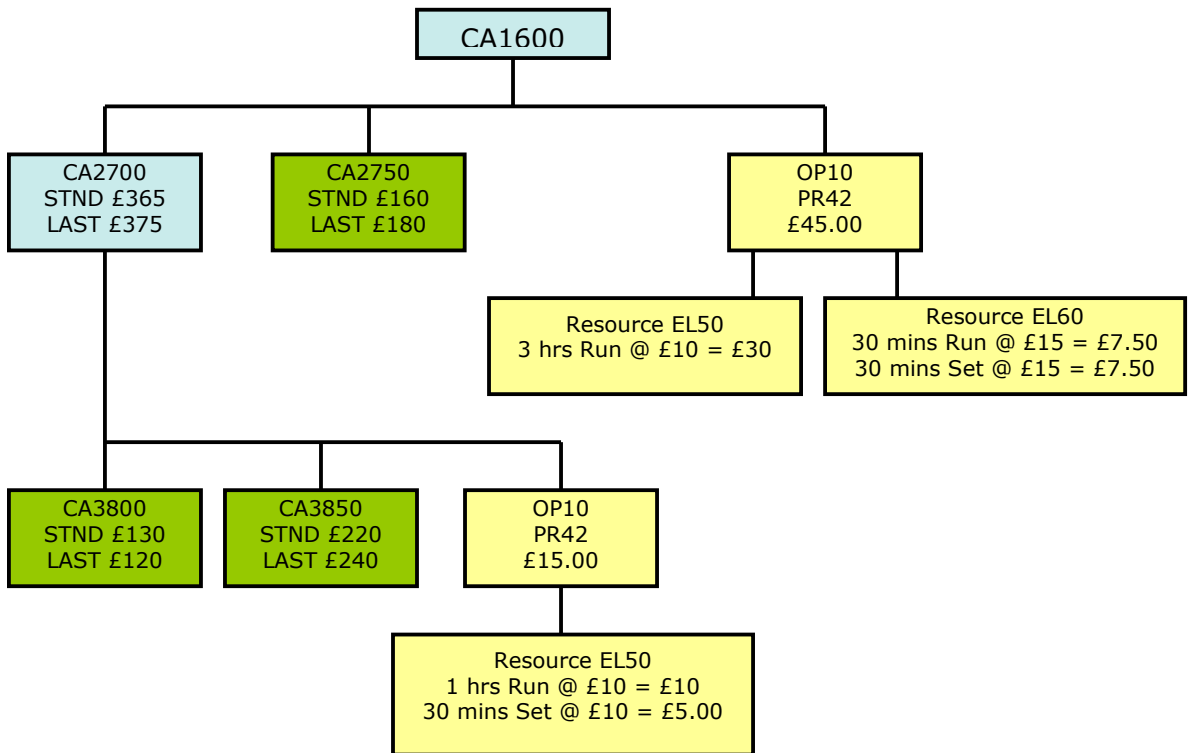 CA1600
CA2700
STND £365
LAST £375
CA2750
STND £160
LAST £180
OP10
PR42
£45.00
Resource EL50
3 hrs Run @ £10 = £30
Resource EL60
30 mins Run @ £15 = £7.50
30 mins Set @ £15 = £7.50
CA3800
STND £130
LAST £120
CA3850
STND £220
LAST £240
OP10
PR42
£15.00
Resource EL50
1 hrs Run @ £10 = £10
30 mins Set @ £10 = £5.00